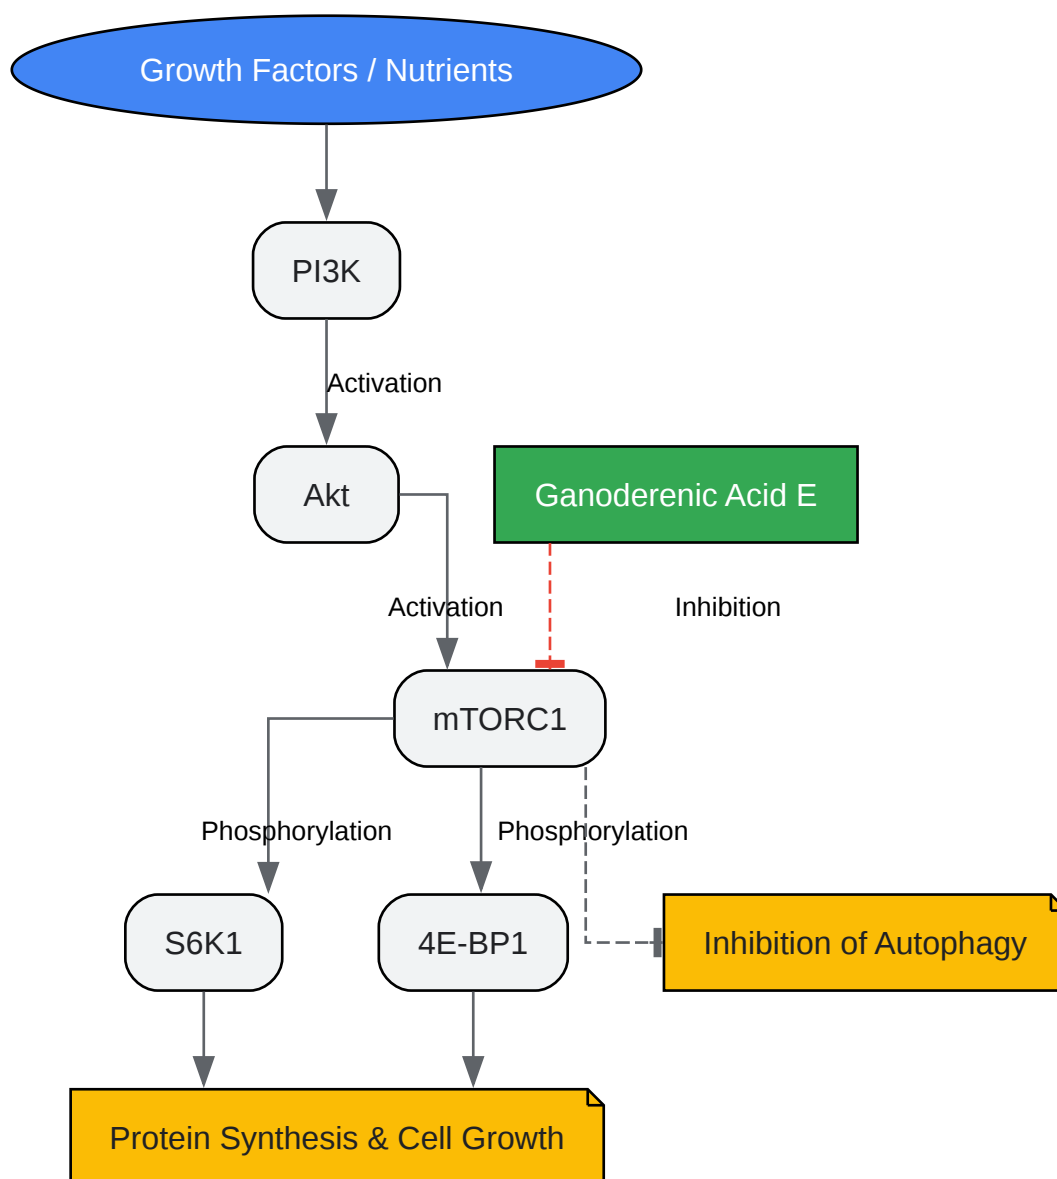 Growth Factors / Nutrients
PI3K
Activation
Akt
Ganoderenic Acid E
Activation
Inhibition
mTORC1
Phosphorylation
Phosphorylation
S6K1
4E-BP1
Inhibition of Autophagy
Protein Synthesis & Cell Growth